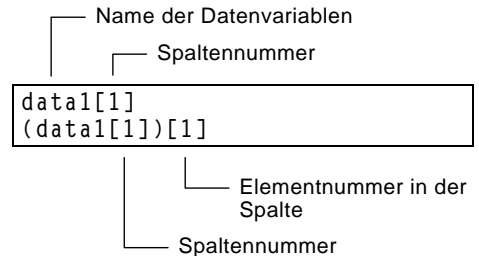 Name der Datenvariablen
Spaltennummer
data1[1]
(data1[1])[1]
Elementnummer in der
Spalte
Spaltennummer